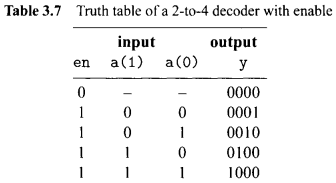 Table 3.7 Truth table of a 2-to-4 decoder with enable
input output
en a(1) a(0) y
0 – – 0000
1 0 0 0001
1 0 1 0010
1 1 0 0100
1 1 1 1000